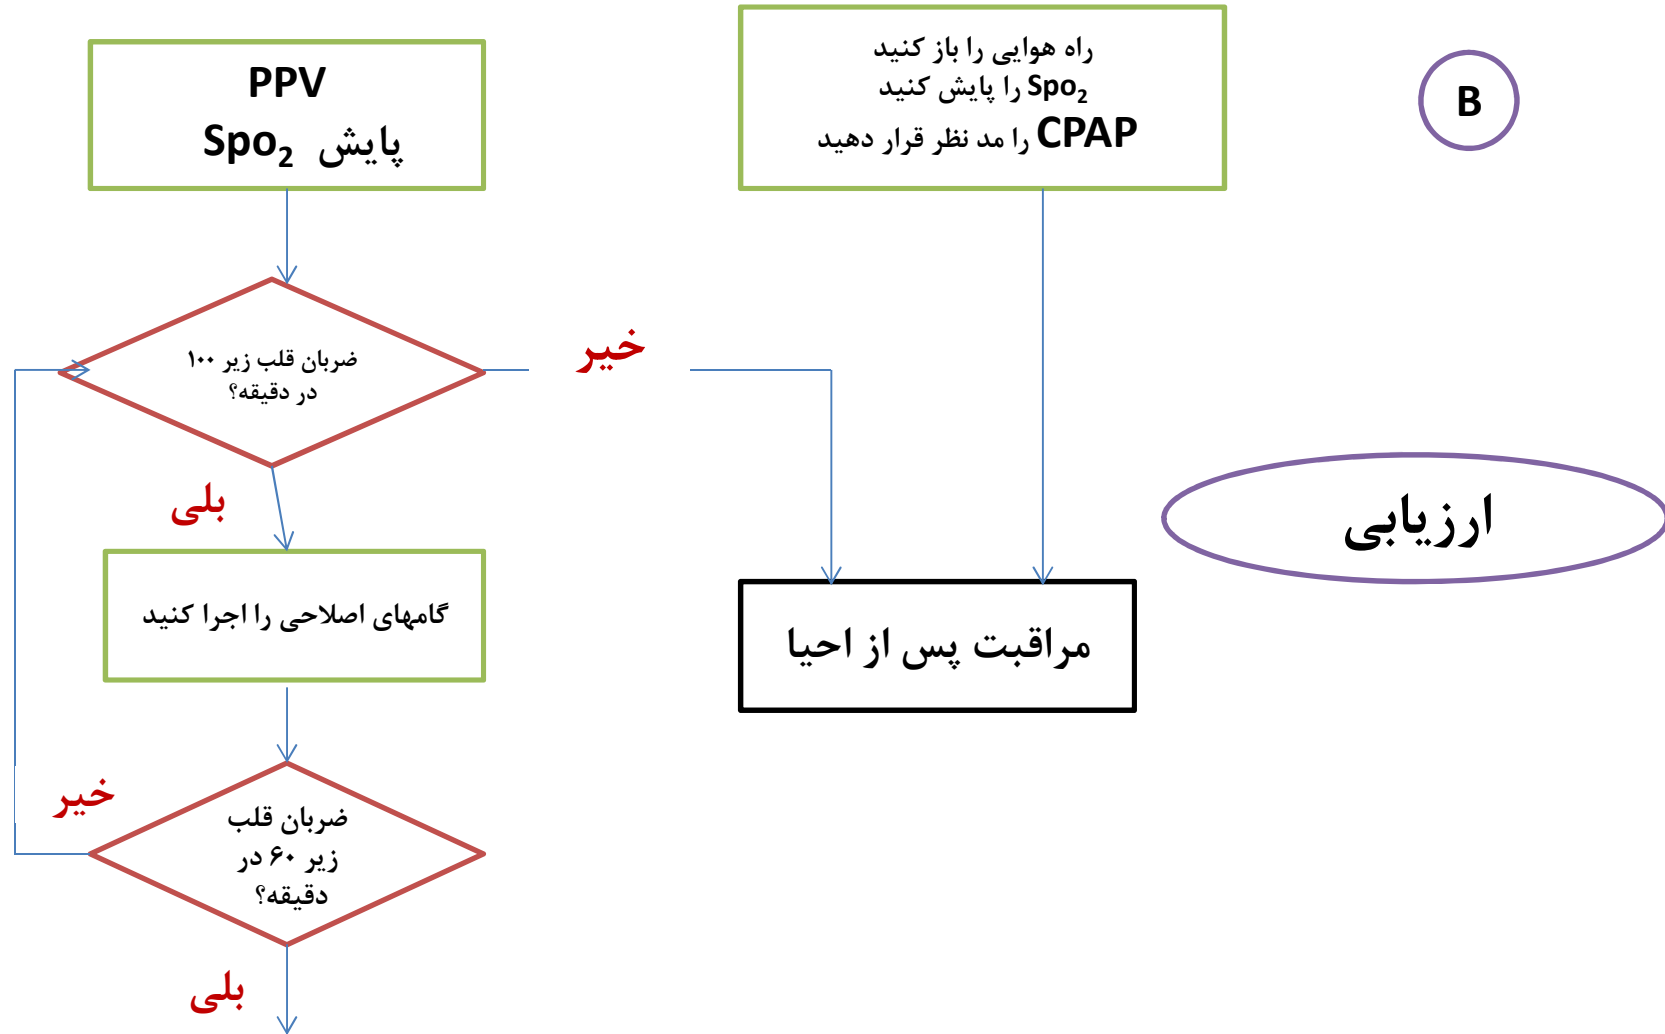 PPV
پایش Spo₂
راه هوایی را باز کنید
Spo₂ را پایش کنید
CPAP را مد نظر قرار دهید
B
ضربان قلب زیر ۱۰۰
در دقیقه؟
خیر
بلی
ارزیابی
گامهای اصلاحی را اجرا کنید
مراقبت پس از احیا
خیر
ضربان قلب
زیر ۶۰ در
دقیقه؟
بلی